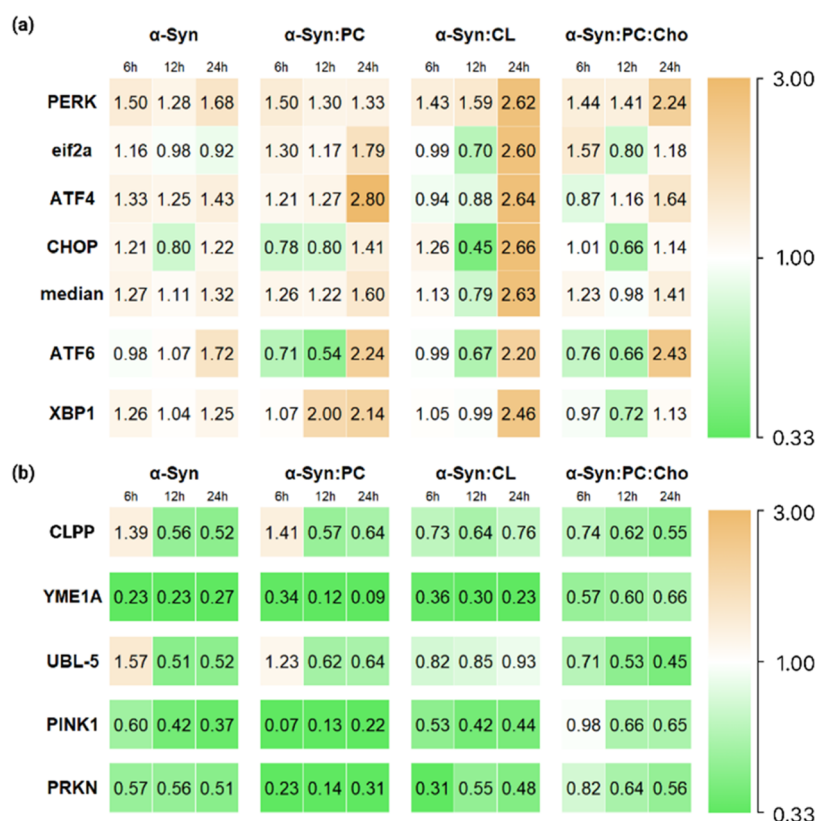 (a)
α-Syn α-Syn:PC α-Syn:CL α-Syn:PC:Cho
6h 12h 24h 6h 12h 24h 6h 12h 24h 6h 12h 24h
3.00
PERK 1.50 1.28 1.68 1.50 1.30 1.33 1.43 1.59 2.62 1.44 1.41 2.24
eif2a 1.16 0.98 0.92 1.30 1.17 1.79 0.99 0.70 2.60 1.57 0.80 1.18
ATF4 1.33 1.25 1.43 1.21 1.27 2.80 0.94 0.88 2.64 0.87 1.16 1.64
CHOP 1.21 0.80 1.22 0.78 0.80 1.41 1.26 0.45 2.66 1.01 0.66 1.14
1.00
median 1.27 1.11 1.32 1.26 1.22 1.60 1.13 0.79 2.63 1.23 0.98 1.41
ATF6 0.98 1.07 1.72 0.71 0.54 2.24 0.99 0.67 2.20 0.76 0.66 2.43
XBP1 1.26 1.04 1.25 1.07 2.00 2.14 1.05 0.99 2.46 0.97 0.72 1.13
0.33
(b)
α-Syn α-Syn:PC α-Syn:CL α-Syn:PC:Cho
6h 12h 24h 6h 12h 24h 6h 12h 24h 6h 12h 24h
3.00
CLPP 1.39 0.56 0.52 1.41 0.57 0.64 0.73 0.64 0.76 0.74 0.62 0.55
YME1A 0.23 0.23 0.27 0.34 0.12 0.09 0.36 0.30 0.23 0.57 0.60 0.66
UBL-5 1.57 0.51 0.52 1.23 0.62 0.64 0.82 0.85 0.93 0.71 0.53 0.45
1.00
PINK1 0.60 0.42 0.37 0.07 0.13 0.22 0.53 0.42 0.44 0.98 0.66 0.65
PRKN 0.57 0.56 0.51 0.23 0.14 0.31 0.31 0.55 0.48 0.82 0.64 0.56
0.33